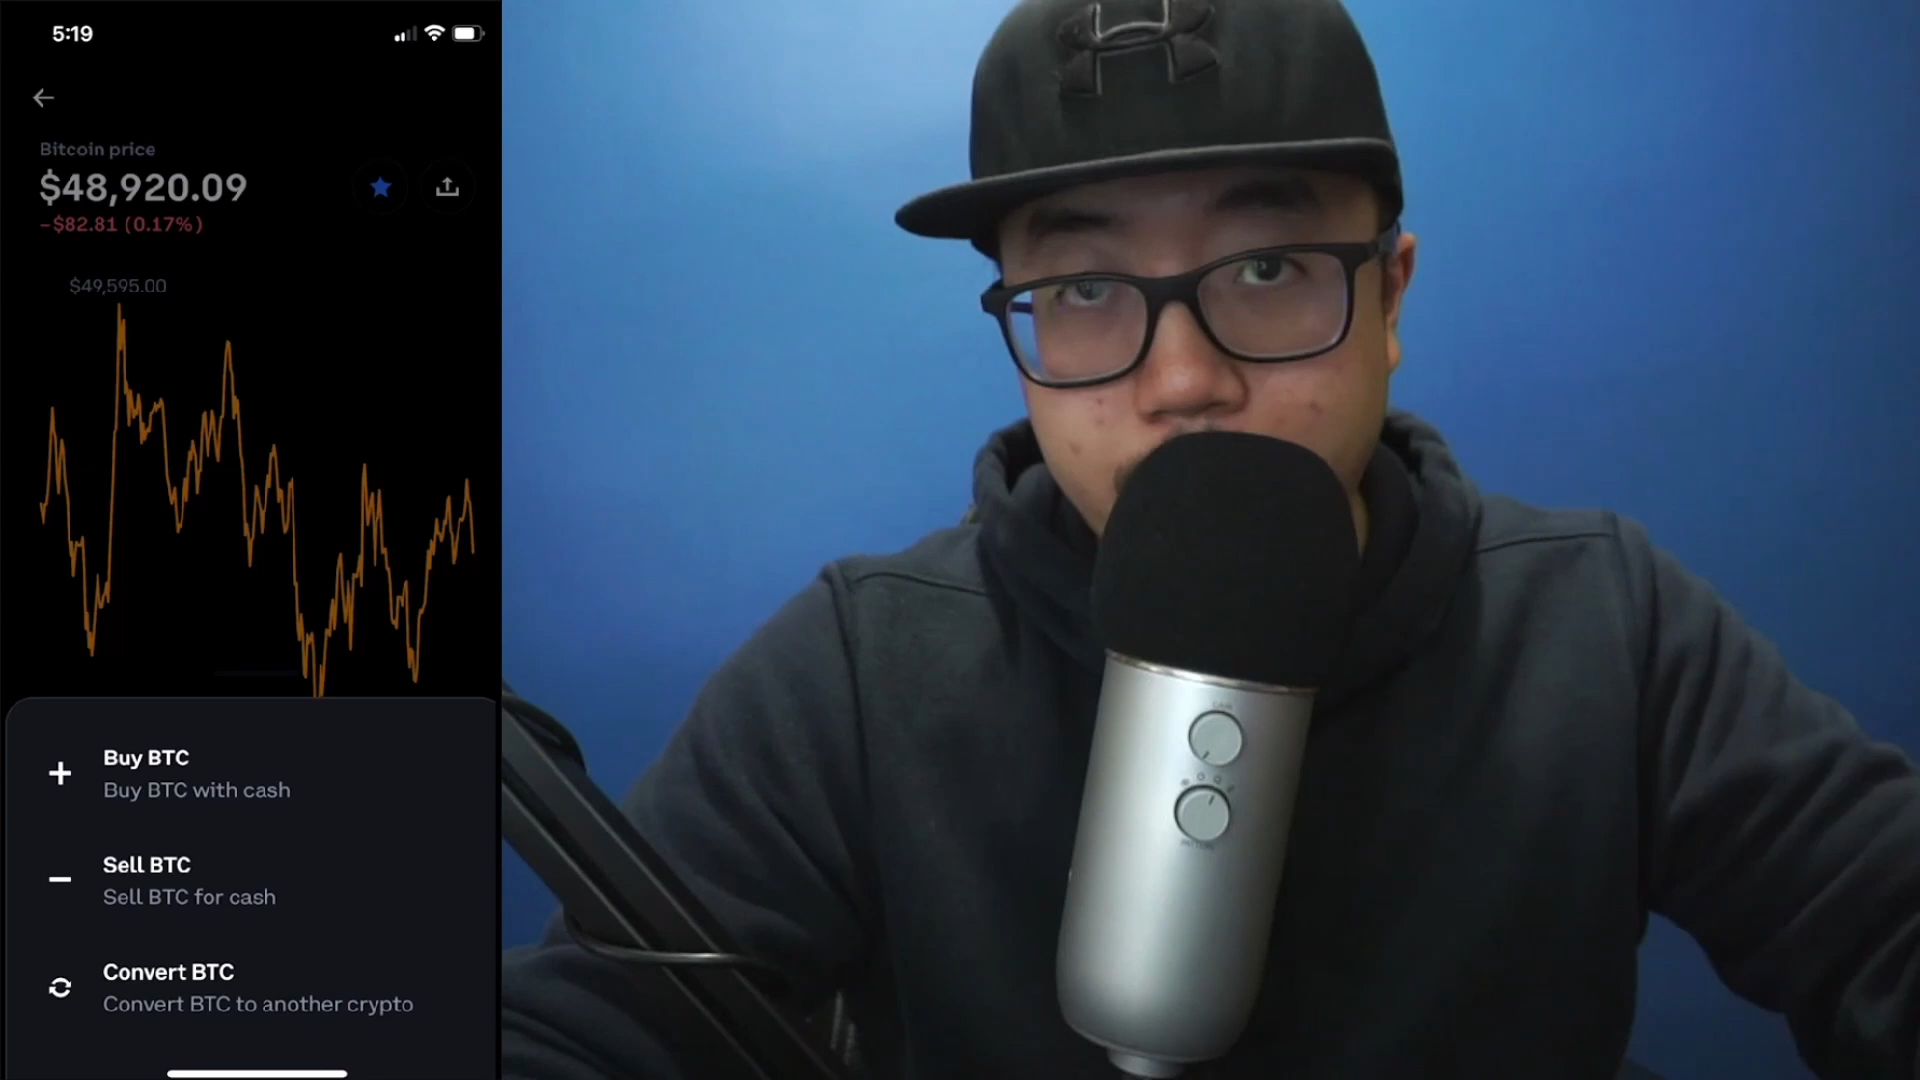 5:19
Bitcoin price
$48,920.09
-$82.81 (0.17%)
$49,595.00
Buy BTC
Buy BTC with cash
Sell BTC
Sell BTC for cash
Convert BTC
Convert BTC to another crypto